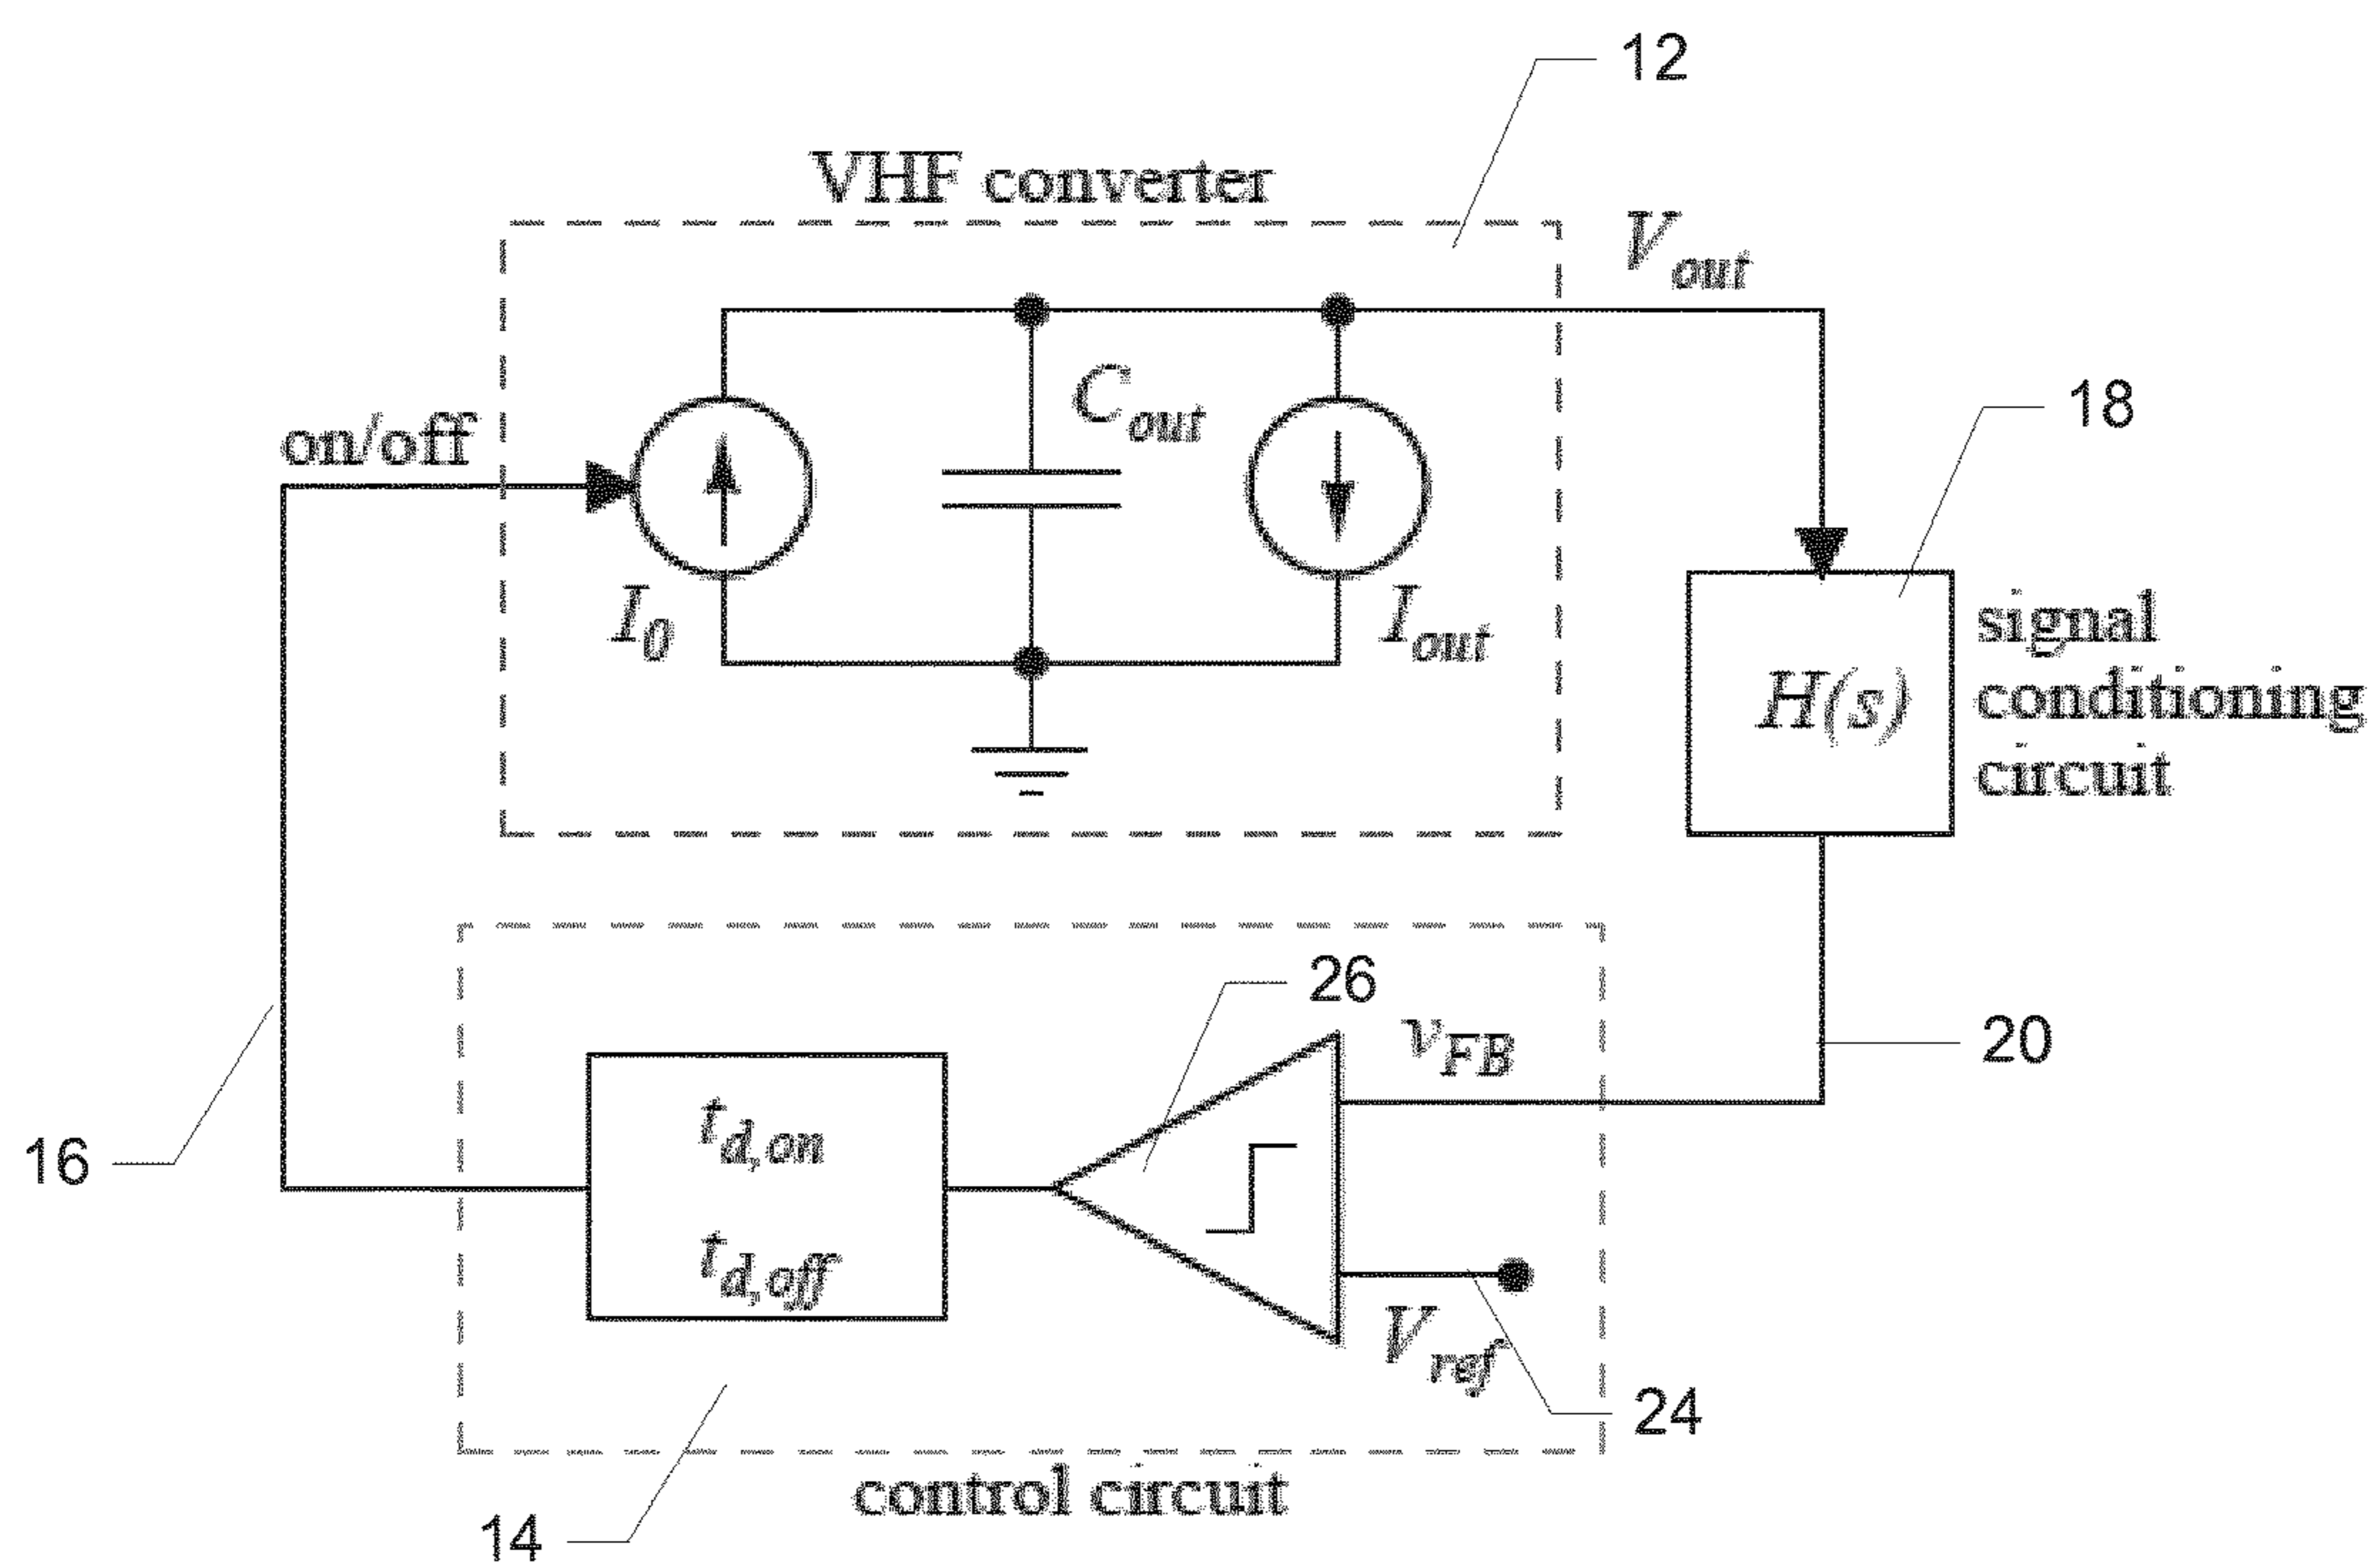 12
VHF converter
V_out
C_out
18
on/off
I_0
I_out
signal
conditioning
circuit
H(s)
26
v_FB
20
t_d,on
16
t_d,off
V_ref
24
control circuit
14